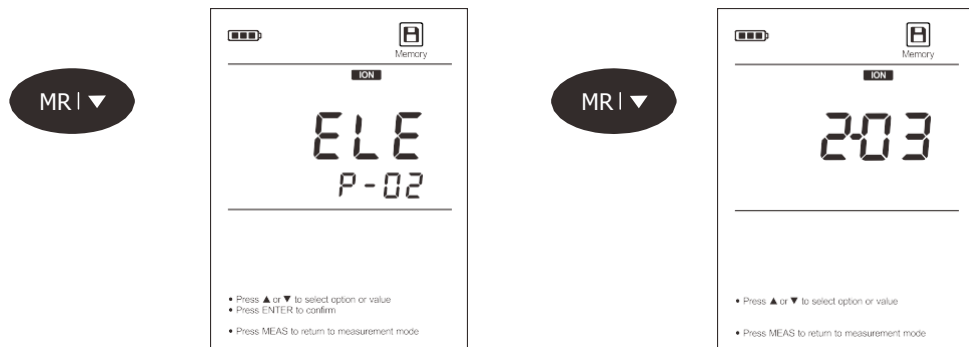 MR ▼
Memory
ION
ELE
P-02
• Press ▲ or ▼ to select option or value
• Press ENTER to confirm
• Press MEAS to return to measurement mode
MR ▼
Memory
ION
2-03
• Press ▲ or ▼ to select option or value
• Press MEAS to return to measurement mode